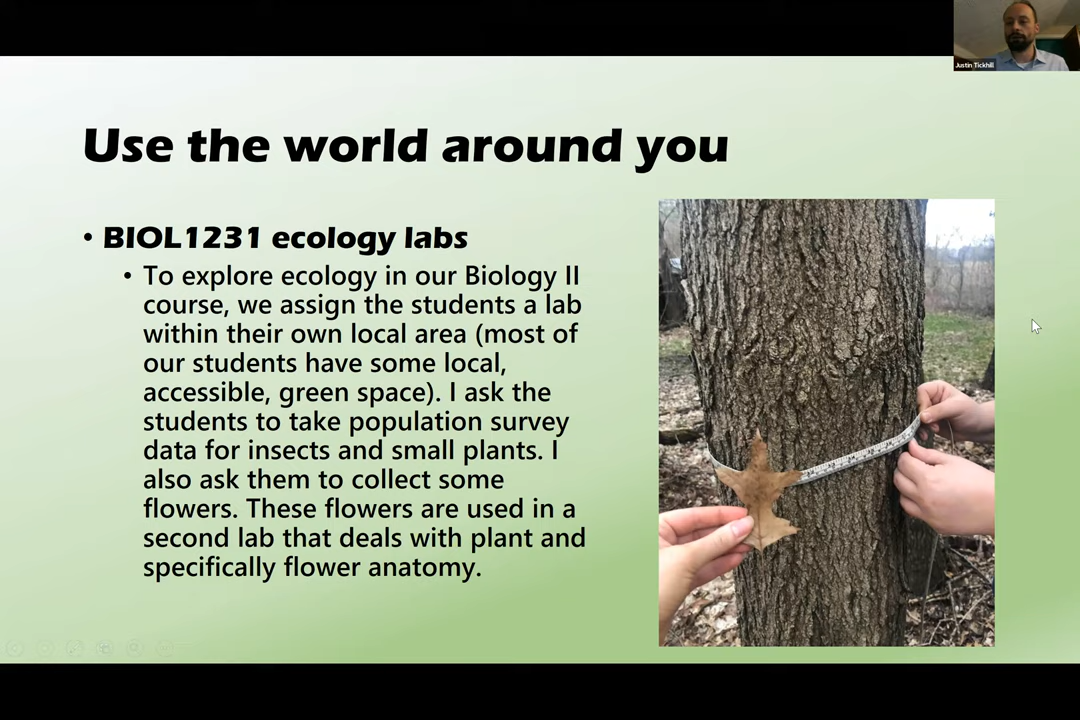 Justin Tickhill
Use the world around you
• BIOL1231 ecology labs
• To explore ecology in our Biology II
course, we assign the students a lab
within their own local area (most of
our students have some local,
accessible, green space). I ask the
students to take population survey
data for insects and small plants. I
also ask them to collect some
flowers. These flowers are used in a
second lab that deals with plant and
specifically flower anatomy.